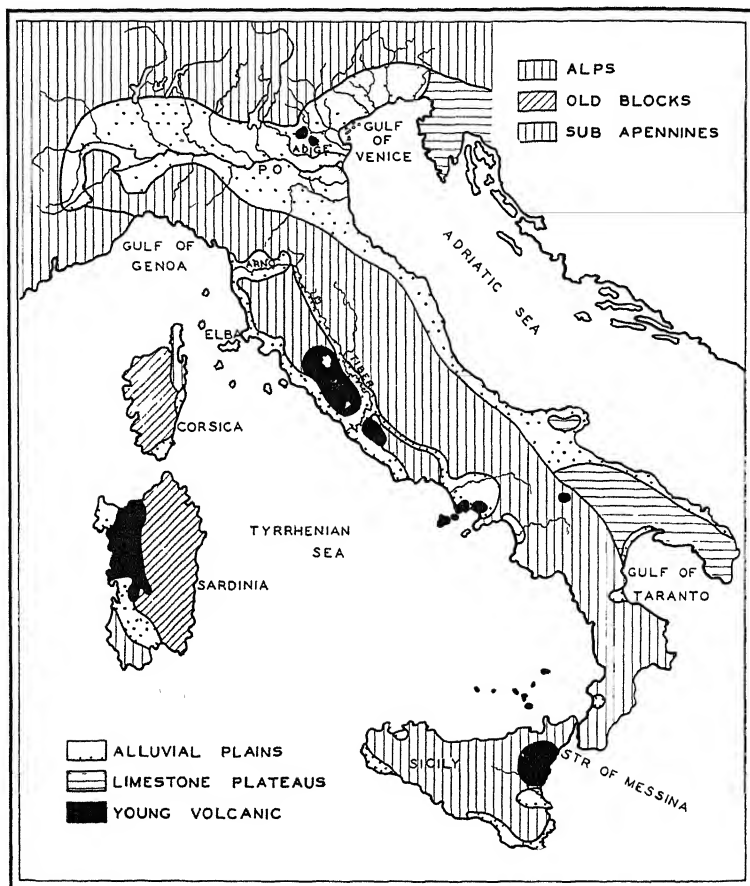 ALPS
OLD BLOCKS
SUB APENNINES
GULF OF
VENICE
ADIGE
PO
ADRIATIC SEA
GULF OF
GENOA
ARNO
ELBA
TIBER
CORSICA
TYRRHENIAN
SEA
SARDINIA
GULF OF
TARANTO
ALLUVIAL PLAINS
LIMESTONE PLATEAUS
YOUNG VOLCANIC
SICILY
STR OF MESSINA